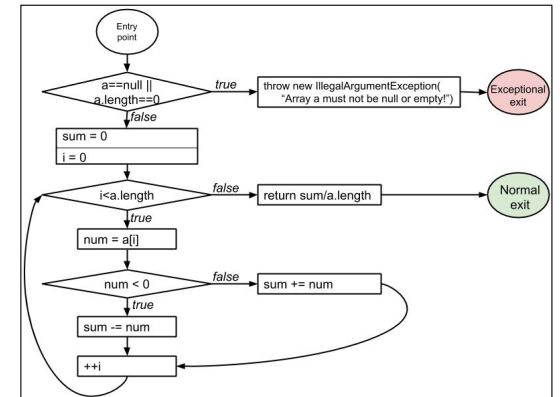 Entry
point
a==null ||
a.length==0
true
throw new IllegalArgumentException(
"Array a must not be null or empty!")
Exceptional
exit
false
sum = 0
i = 0
i<a.length
false
return sum/a.length
Normal
exit
true
num = a[i]
num < 0
false
sum += num
true
sum -= num
++i